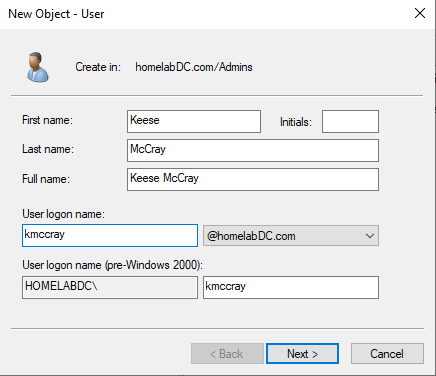 New Object - User
Create in: homelabDC.com/Admins
First name: Keese Initials:
Last name: McCray
Full name: Keese McCray
User logon name:
kmccray @homelabDC.com
User logon name (pre-Windows 2000):
HOMELABDC\ kmccray
< Back Next > Cancel